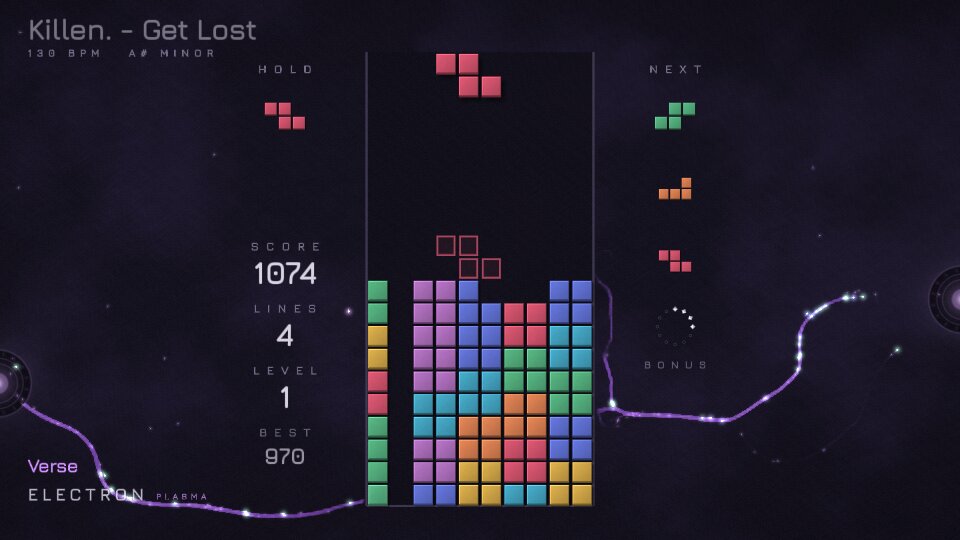 Killen. - Get Lost
130 BPM A# MINOR
HOLD
NEXT
SCORE
1074
LINES
4
LEVEL
1
BEST
970
BONUS
Verse
ELECTRON PLASMA